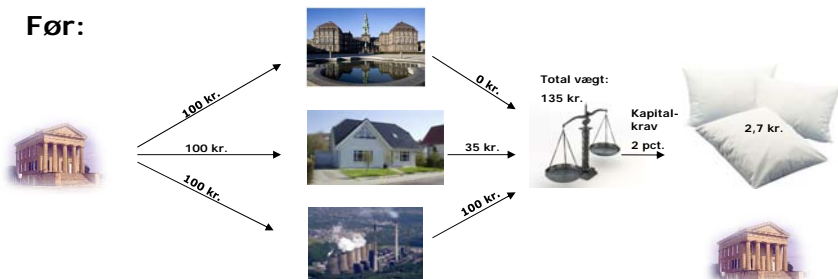 Før:
100 kr.
100 kr.
100 kr.
0 kr.
35 kr.
100 kr.
Total vægt:
135 kr.
Kapital-
krav
2 pct.
2,7 kr.